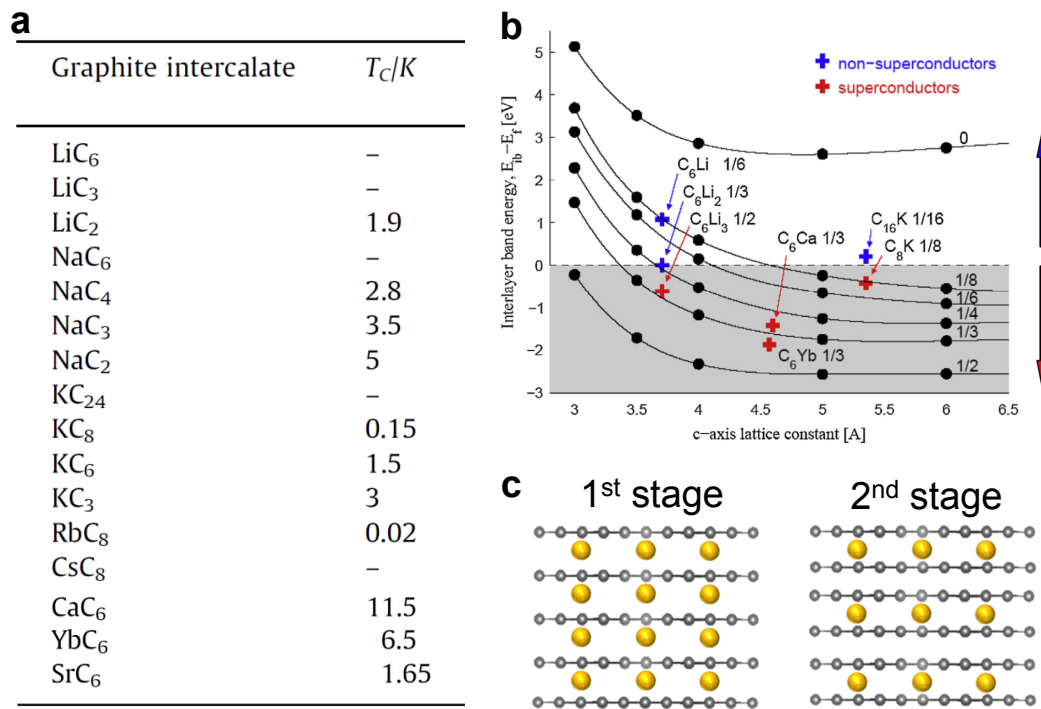 a
Graphite intercalate T_C/K
LiC₆ –
LiC₃ –
LiC₂ 1.9
NaC₆ –
NaC₄ 2.8
NaC₃ 3.5
NaC₂ 5
KC₂₄ –
KC₈ 0.15
KC₆ 1.5
KC₃ 3
RbC₈ 0.02
CsC₈ –
CaC₆ 11.5
YbC₆ 6.5
SrC₆ 1.65
b
Interlayer band energy, E_ib−E_f [eV]
5
4
3
2
1
0
−1
−2
−3
non−superconductors
superconductors
0
C₆Li 1/6
C₆Li₂ 1/3
C₆Li₃ 1/2
C₆Ca 1/3
C₁₆K 1/16
C₈K 1/8
C₆Yb 1/3
1/8
1/6
1/4
1/3
1/2
3 3.5 4 4.5 5 5.5 6 6.5
c−axis lattice constant [A]
c
1st stage 2nd stage